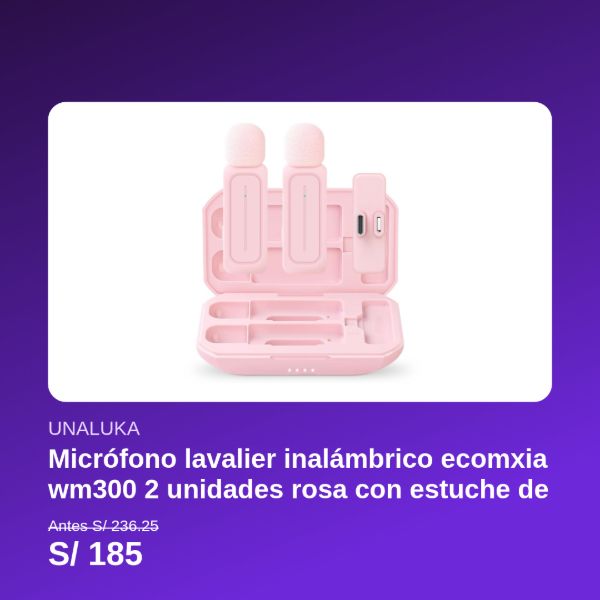 UNALUKA
Micrófono lavalier inalámbrico ecomxia
wm300 2 unidades rosa con estuche de
Antes S/ 236.25
S/ 185